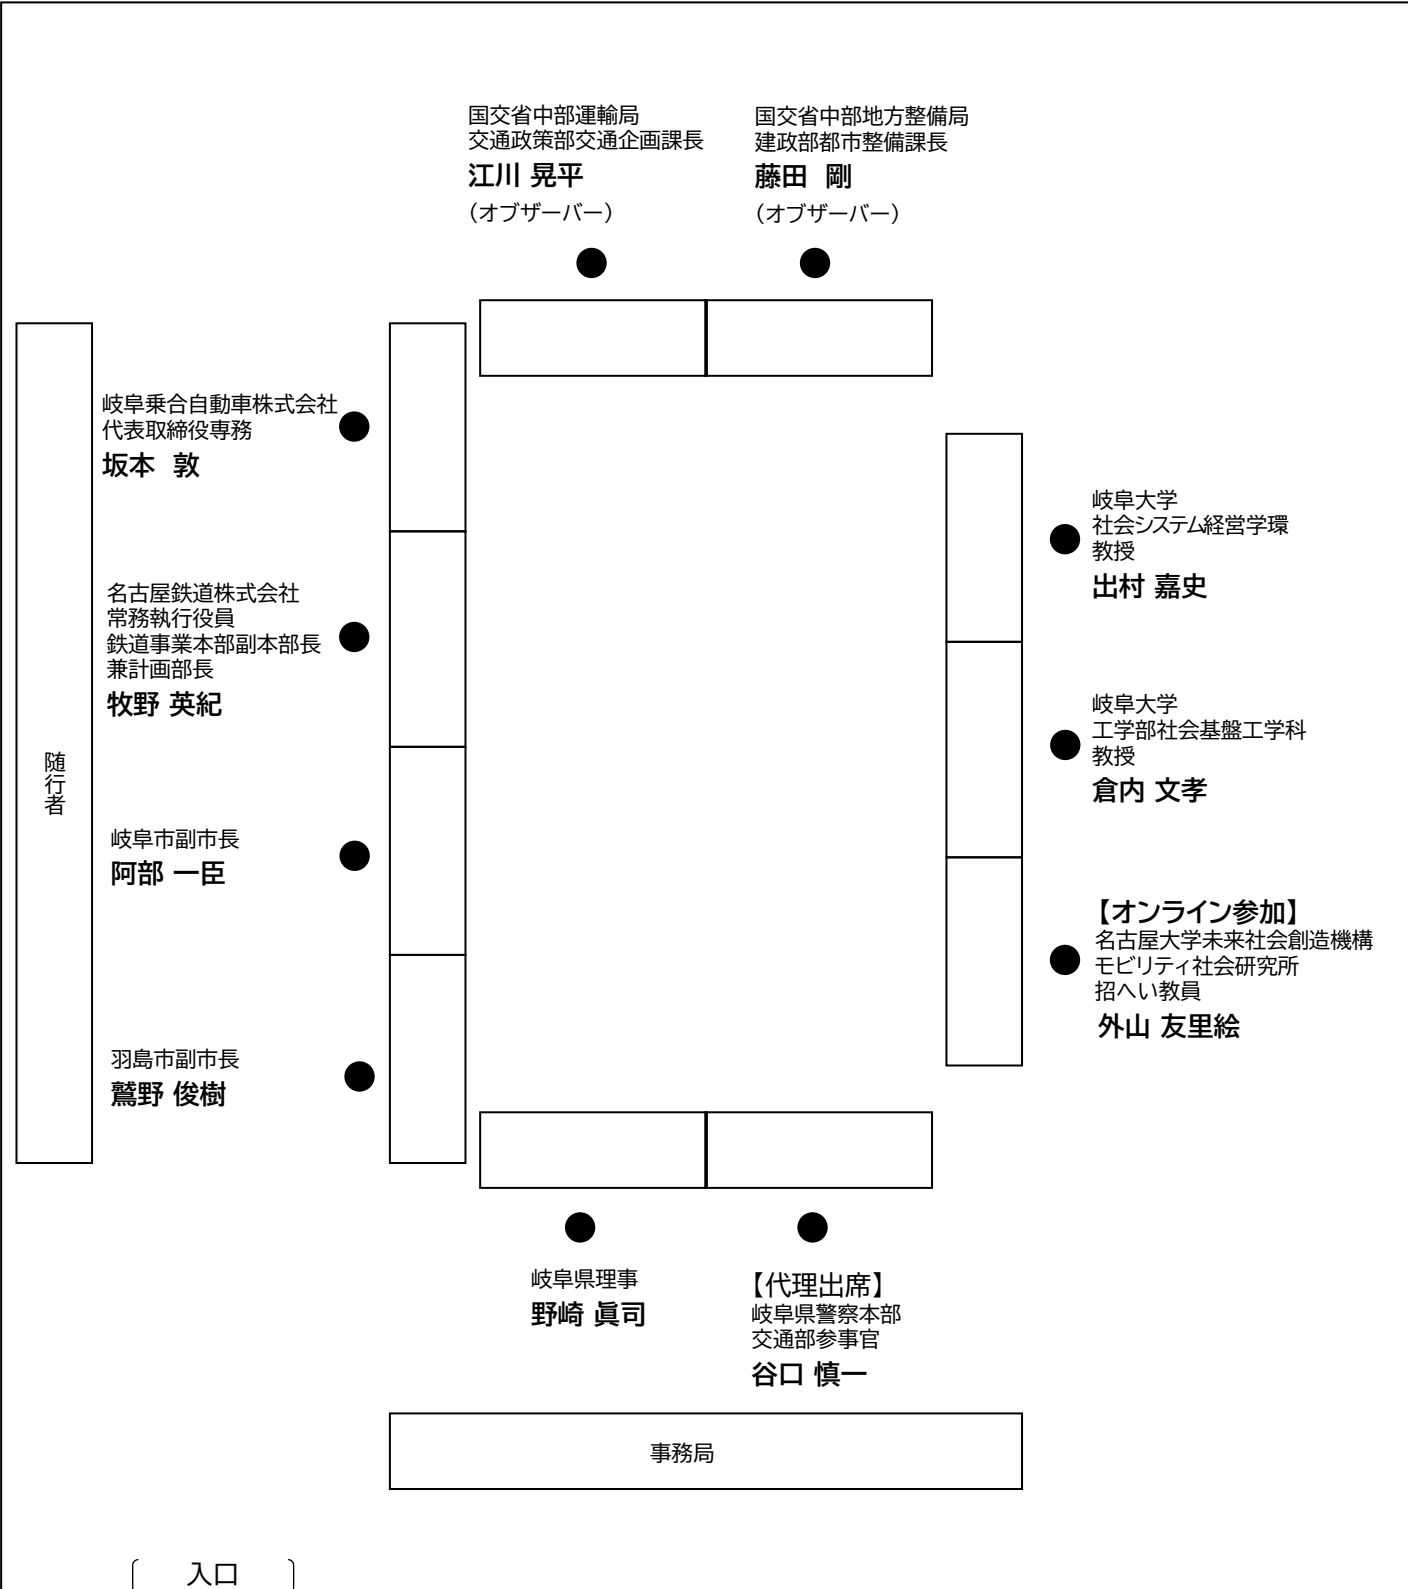 国交省中部運輸局
交通政策部交通企画課長
江川 晃平
（オブザーバー）
国交省中部地方整備局
建政部都市整備課長
藤田 剛
（オブザーバー）
岐阜乗合自動車株式会社
代表取締役専務
坂本 敦
名古屋鉄道株式会社
常務執行役員
鉄道事業本部副本部長
兼計画部長
牧野 英紀
岐阜市副市長
阿部 一臣
羽島市副市長
鷲野 俊樹
随行者
岐阜大学
社会システム経営学環
教授
出村 嘉史
岐阜大学
工学部社会基盤工学科
教授
倉内 文孝
【オンライン参加】
名古屋大学未来社会創造機構
モビリティ社会研究所
招へい教員
外山 友里絵
岐阜県理事
野崎 眞司
【代理出席】
岐阜県警察本部
交通部参事官
谷口 慎一
事務局
入口